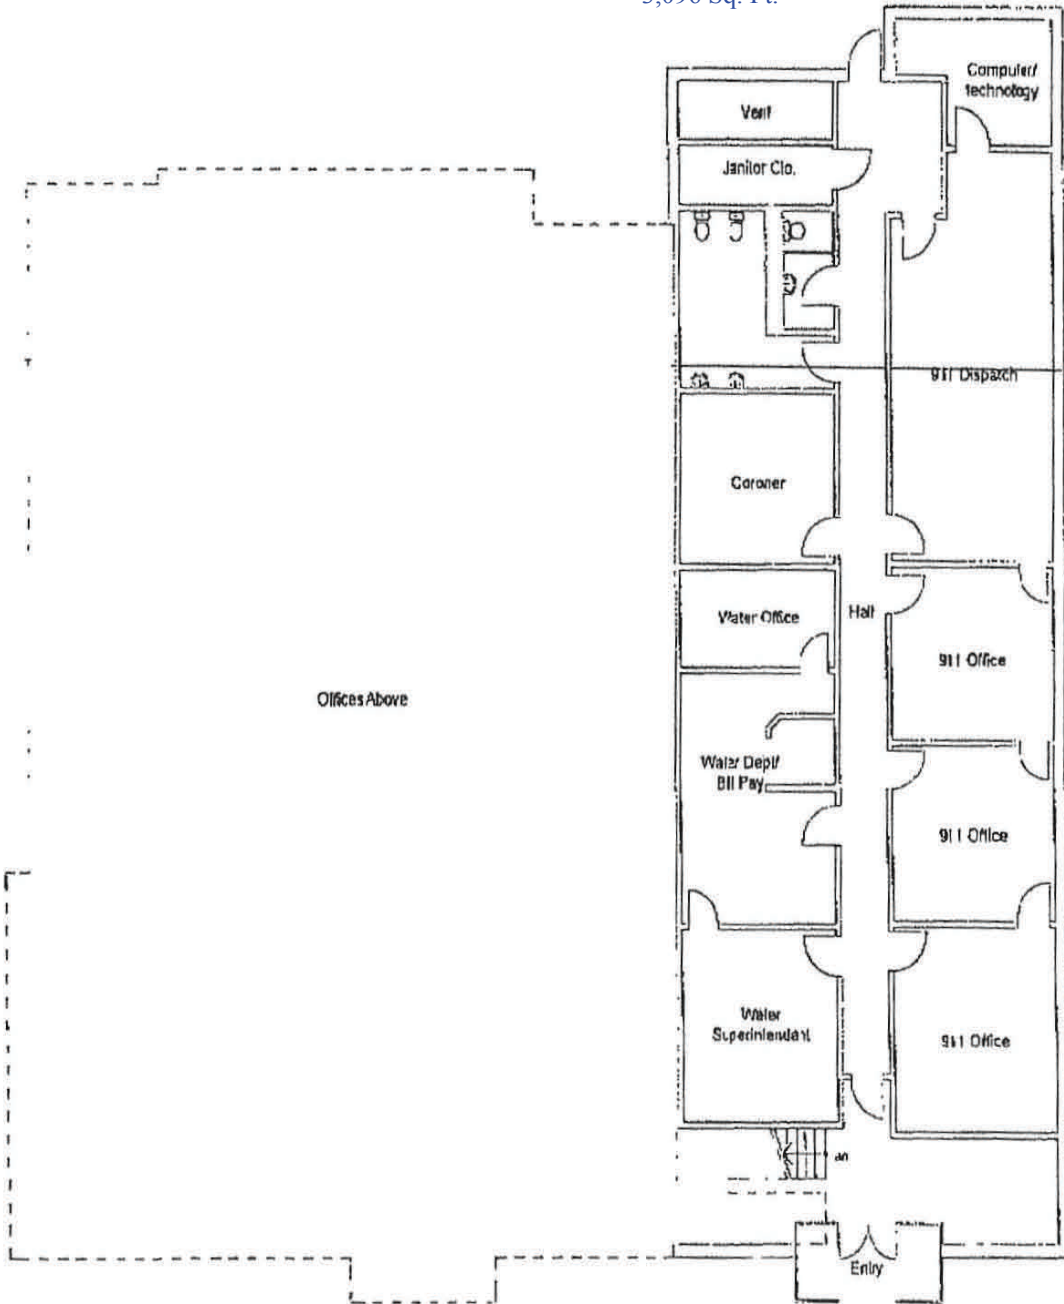 Computer/
technology
Vent
Janitor Clo.
911 Dispatch
Coroner
Water Office
Hall
911 Office
Offices Above
Water Dept/
Bill Pay
911 Office
Water
Superintendant
911 Office
Entry